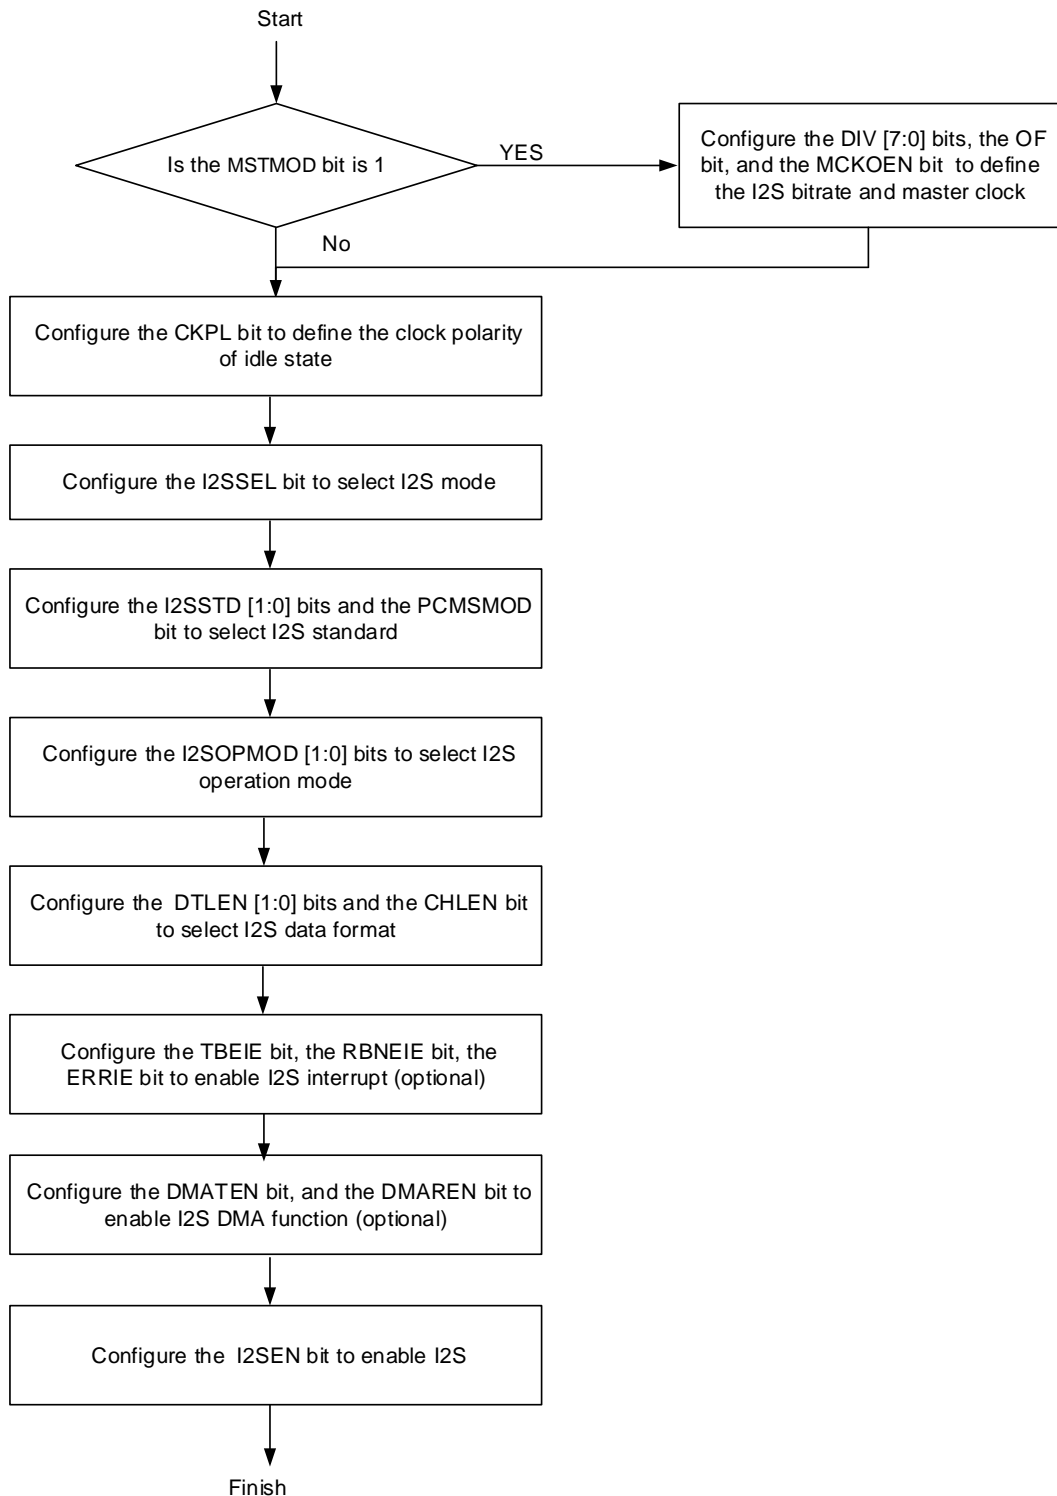 Start
Is the MSTMOD bit is 1
YES
Configure the DIV [7:0] bits, the OF
bit, and the MCKOEN bit to define
the I2S bitrate and master clock
No
Configure the CKPL bit to define the clock polarity
of idle state
Configure the I2SSEL bit to select I2S mode
Configure the I2SSTD [1:0] bits and the PCMSMOD
bit to select I2S standard
Configure the I2SOPMOD [1:0] bits to select I2S
operation mode
Configure the DTLEN [1:0] bits and the CHLEN bit
to select I2S data format
Configure the TBEIE bit, the RBNEIE bit, the
ERRIE bit to enable I2S interrupt (optional)
Configure the DMATEN bit, and the DMAREN bit to
enable I2S DMA function (optional)
Configure the I2SEN bit to enable I2S
Finish